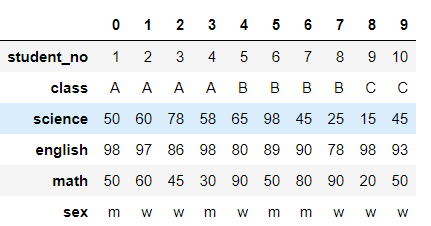 0 1 2 3 4 5 6 7 8 9
student_no 1 2 3 4 5 6 7 8 9 10
class A A A A B B B B C C
science 50 60 78 58 65 98 45 25 15 45
english 98 97 86 98 80 89 90 78 98 93
math 50 60 45 30 90 50 80 90 20 50
sex m w w m w m m w w w